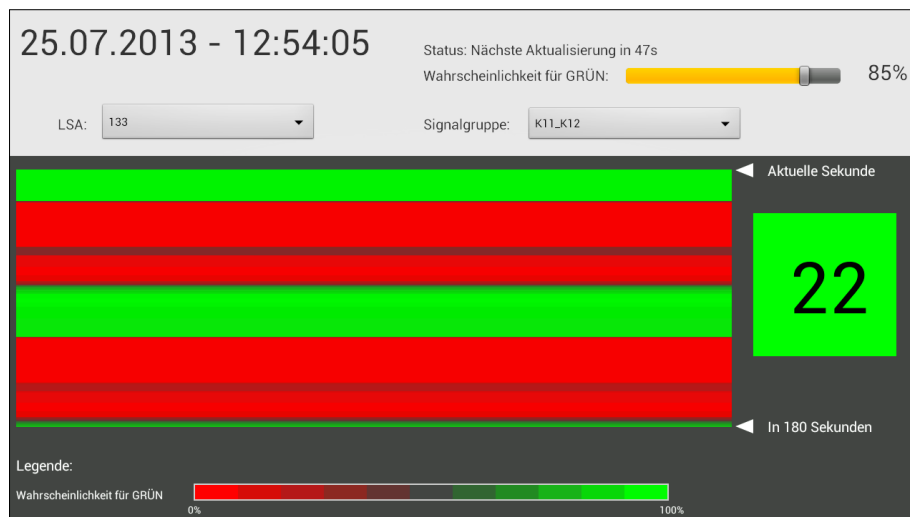 25.07.2013 - 12:54:05
Status: Nächste Aktualisierung in 47s
Wahrscheinlichkeit für GRÜN:
85%
LSA:
133
Signalgruppe:
K11_K12
Aktuelle Sekunde
22
In 180 Sekunden
Legende:
Wahrscheinlichkeit für GRÜN
0%
100%